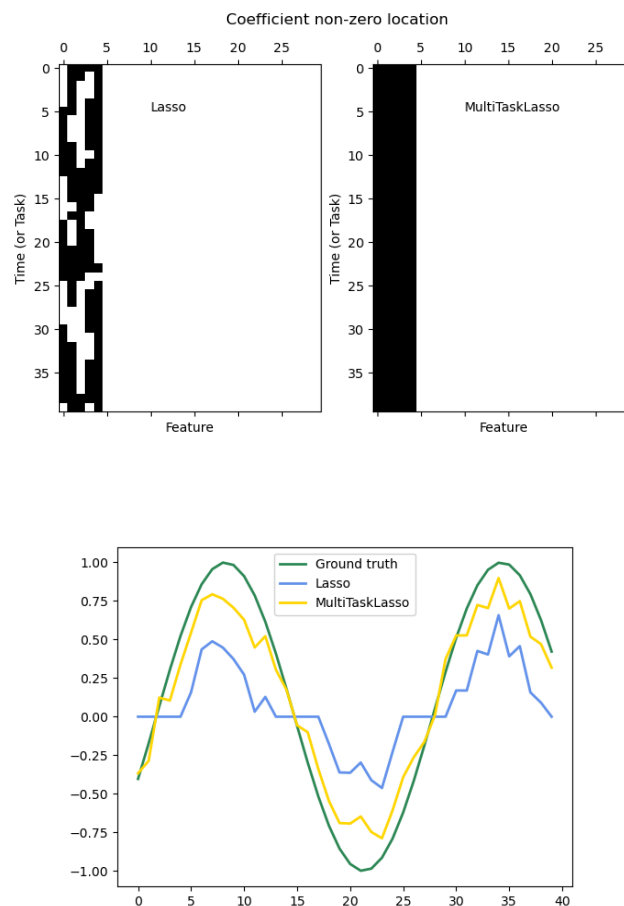 Coefficient non-zero location
0 5 10 15 20 25
0 5 10 15 20 25
0
5
10
15
20
25
30
35
Time (or Task)
Lasso
Feature
0
5
10
15
20
25
30
35
Time (or Task)
MultiTaskLasso
Feature
1.00
0.75
0.50
0.25
0.00
−0.25
−0.50
−0.75
−1.00
Ground truth
Lasso
MultiTaskLasso
0 5 10 15 20 25 30 35 40